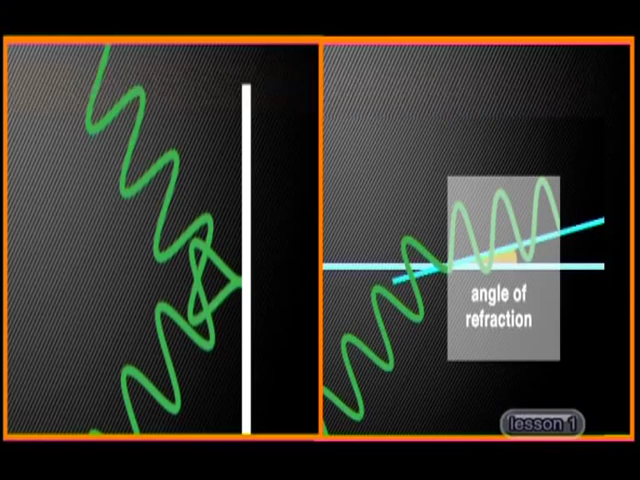 angle of
refraction
lesson 1